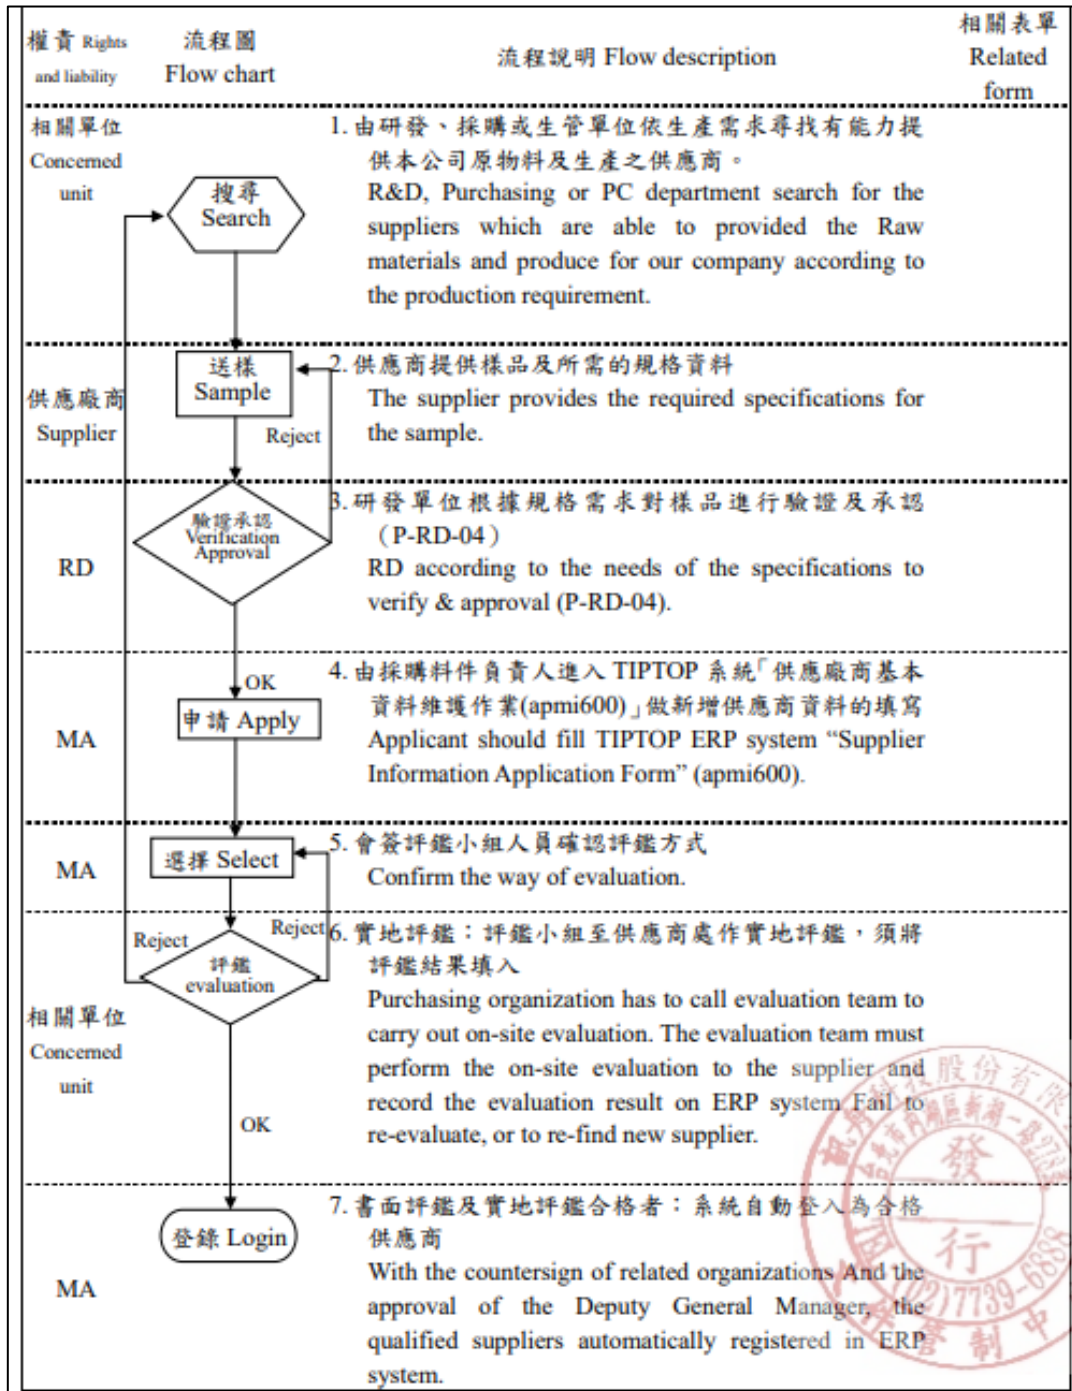 權責 Rights
and liability
流程圖
Flow chart
流程說明 Flow description
相關表單
Related
form
相關單位
Concerned
unit
搜尋
Search
1. 由研發、採購或生管單位依生產需求尋找有能力提
供本公司原物料及生產之供應商。
R&D, Purchasing or PC department search for the
suppliers which are able to provided the Raw
materials and produce for our company according to
the production requirement.
供應廠商
Supplier
送樣
Sample
Reject
2. 供應商提供樣品及所需的規格資料
The supplier provides the required specifications for
the sample.
RD
驗證承認
Verification
Approval
3. 研發單位根據規格需求對樣品進行驗證及承認
（P-RD-04）
RD according to the needs of the specifications to
verify & approval (P-RD-04).
MA
OK
申請 Apply
4. 由採購料件負責人進入 TIPTOP 系統「供應廠商基本
資料維護作業(apmi600)」做新增供應商資料的填寫
Applicant should fill TIPTOP ERP system “Supplier
Information Application Form” (apmi600).
MA
選擇 Select
5. 會簽評鑑小組人員確認評鑑方式
Confirm the way of evaluation.
相關單位
Concerned
unit
Reject
Reject
評鑑
evaluation
OK
6. 實地評鑑：評鑑小組至供應商處作實地評鑑，須將
評鑑結果填入
Purchasing organization has to call evaluation team to
carry out on-site evaluation. The evaluation team must
perform the on-site evaluation to the supplier and
record the evaluation result on ERP system Fail to
re-evaluate, or to re-find new supplier.
MA
登錄 Login
7. 書面評鑑及實地評鑑合格者：系統自動登入為合格
供應商
With the countersign of related organizations And the
approval of the Deputy General Manager, the
qualified suppliers automatically registered in ERP
system.
科技股份有限
發
行
(02)7739-6888
管制中